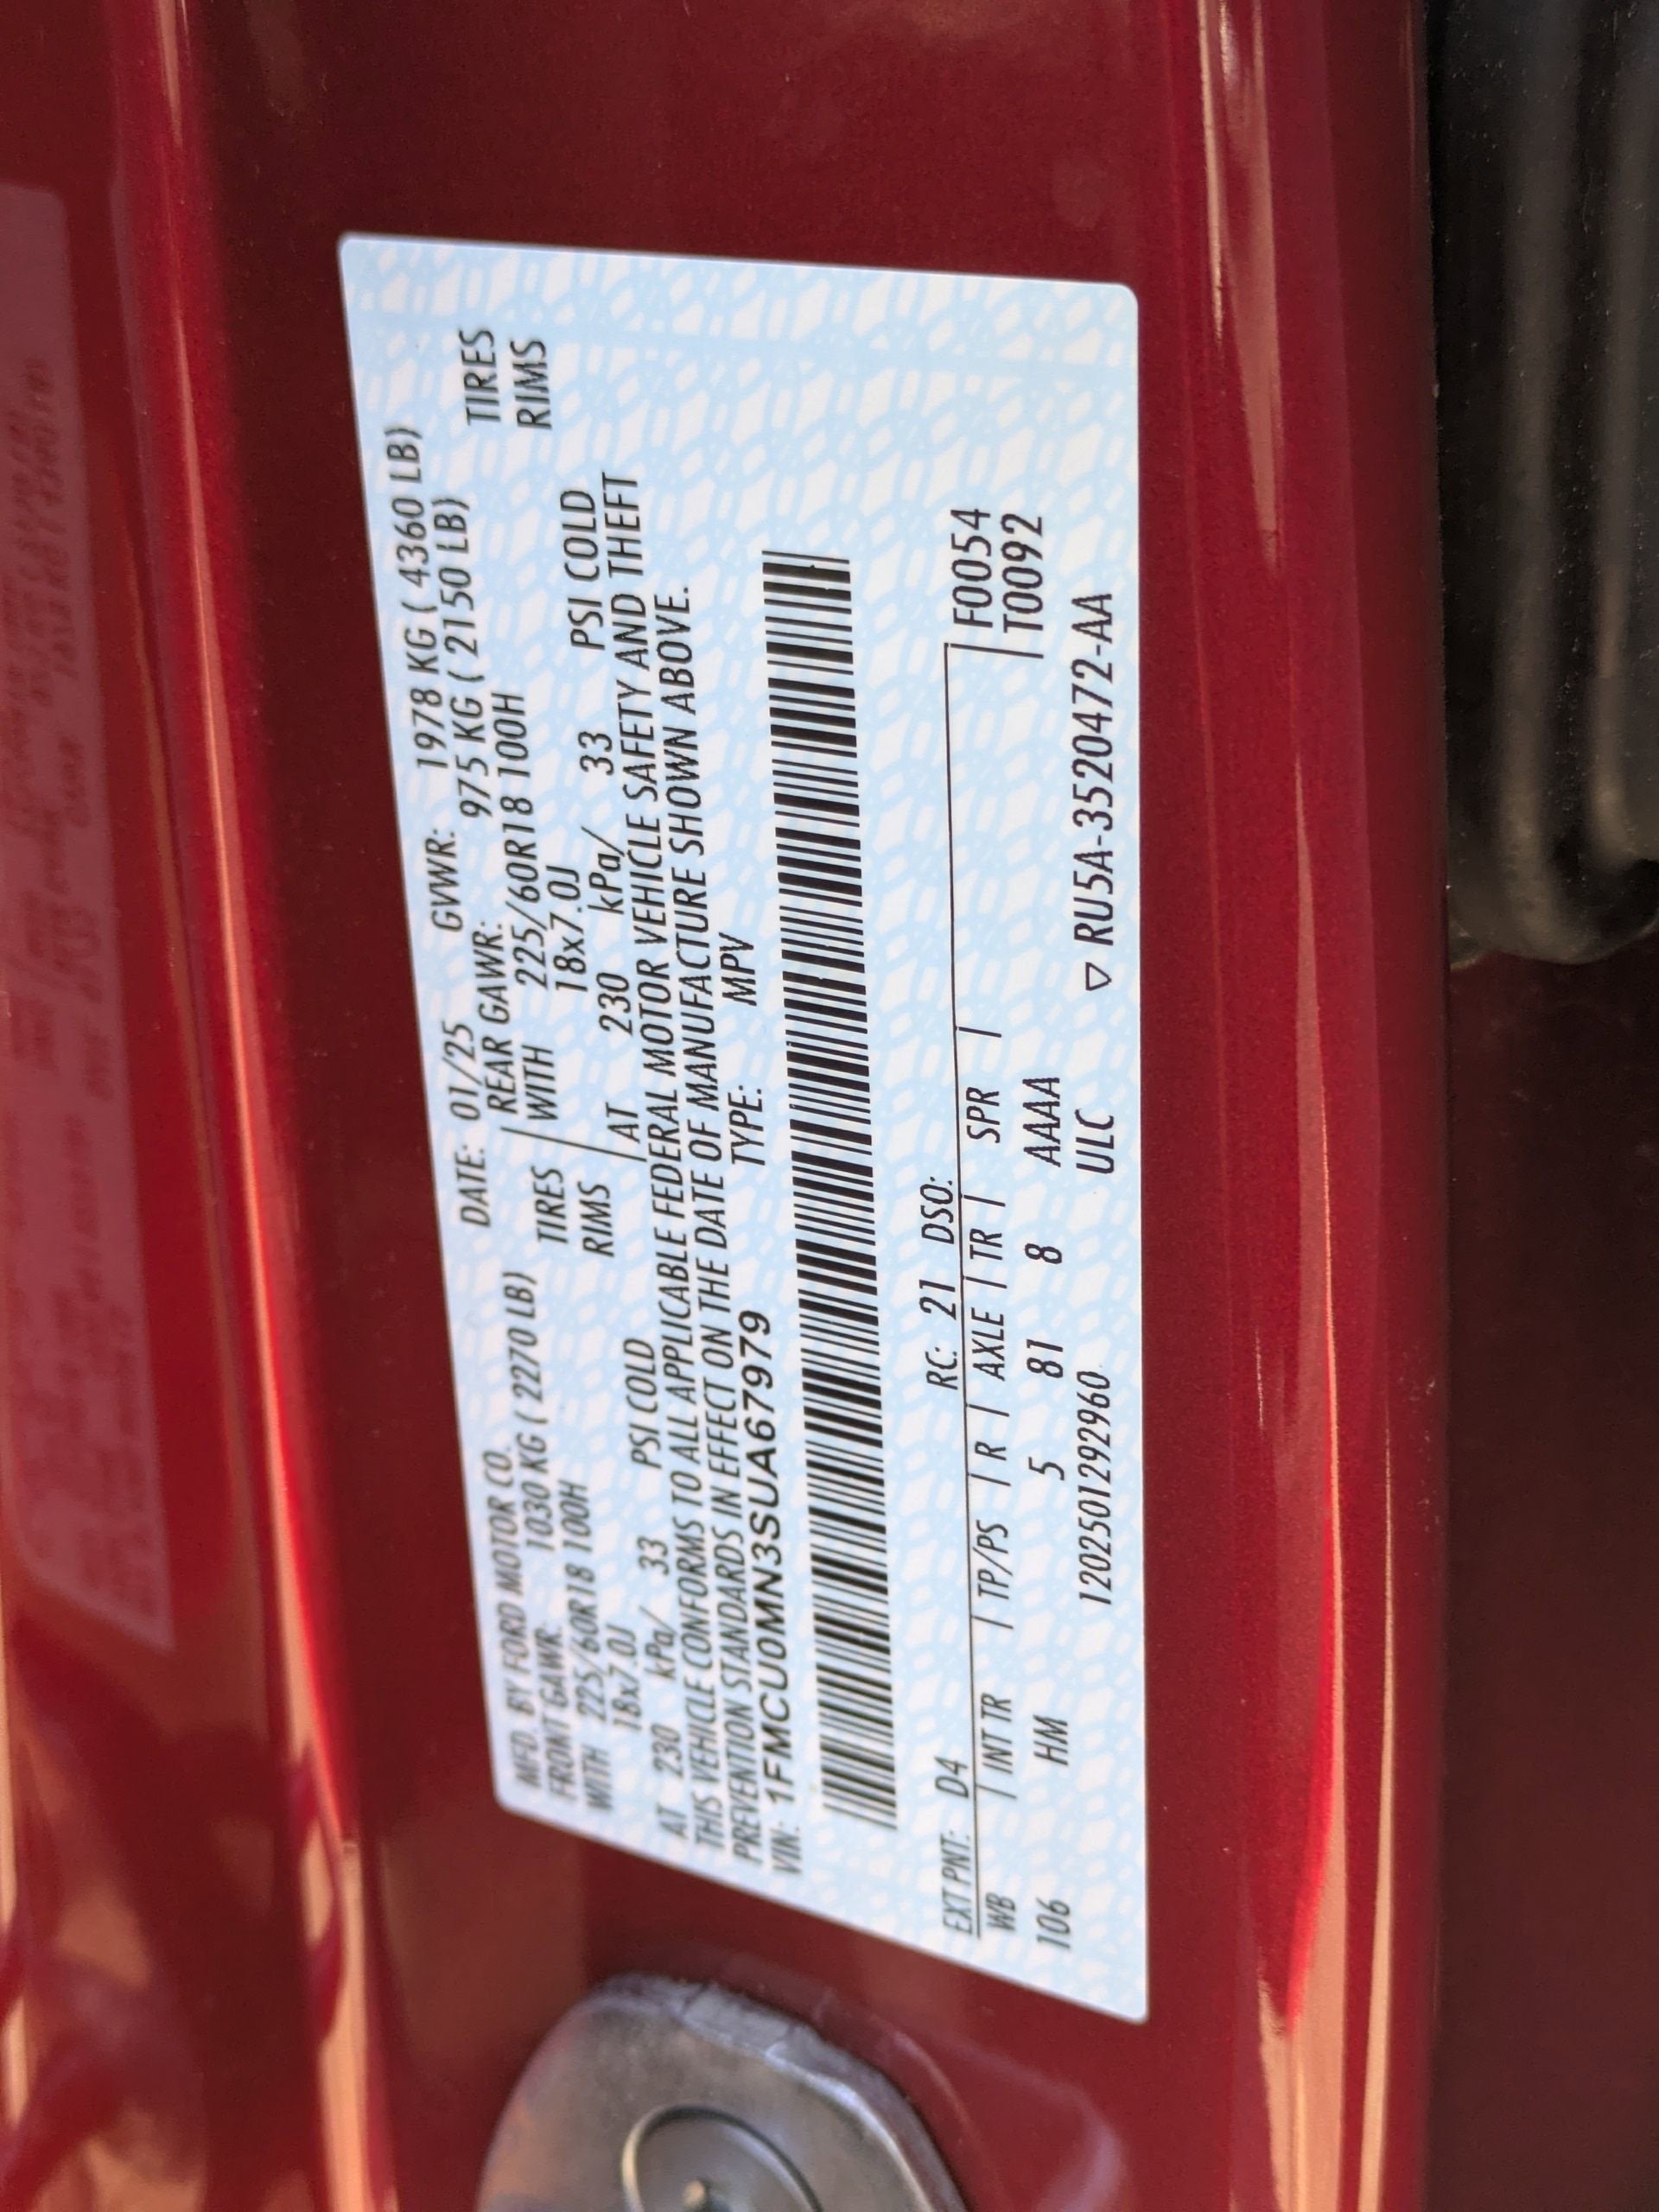 MFD. BY FORD MOTOR CO. DATE: 01/25 GVWR: 1978 KG ( 4360 LB)
FRONT GAWR: 1030 KG ( 2270 LB) REAR GAWR: 975 KG ( 2150 LB)
WITH 225/60R18 100H TIRES WITH 225/60R18 100H TIRES
18x7.0J RIMS 18x7.0J RIMS
AT 230 kPa/ 33 PSI COLD AT 230 kPa/ 33 PSI COLD
THIS VEHICLE CONFORMS TO ALL APPLICABLE FEDERAL MOTOR VEHICLE SAFETY AND THEFT
PREVENTION STANDARDS IN EFFECT ON THE DATE OF MANUFACTURE SHOWN ABOVE.
VIN: 1FMCU0MN3SUA67979 TYPE: MPV
EXT PNT: D4 RC: 21 DSO: F0054
WB | INT TR | TP/PS | R | AXLE | TR | SPR | T0092
106 HM 5 81 8 AAAA
1202501292960 ULC ▽ RU5A-3520472-AA